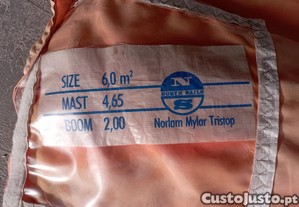 SIZE 6,0 m²
MAST 4,65
BOOM 2,00
N
NORTH SAILS
S
Norlam Mylar Tristop
CustoJusto.pt